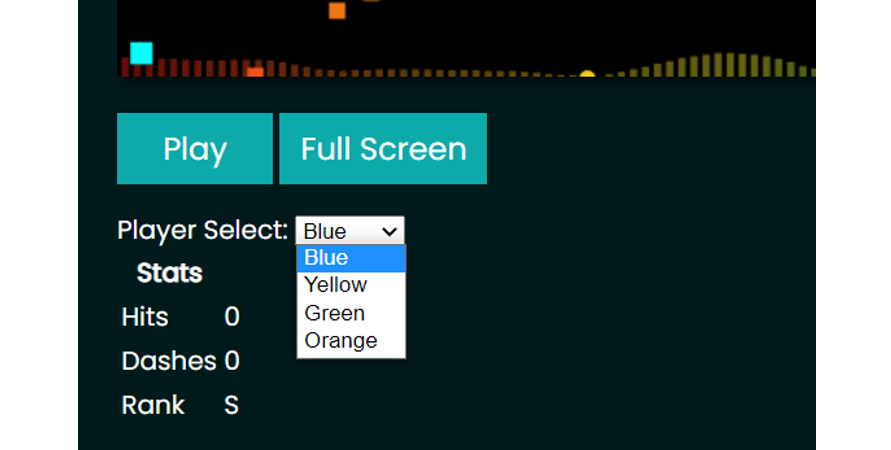 Play Full Screen
Player Select: Blue
Blue
Stats
Yellow
Hits 0
Green
Orange
Dashes 0
Rank S